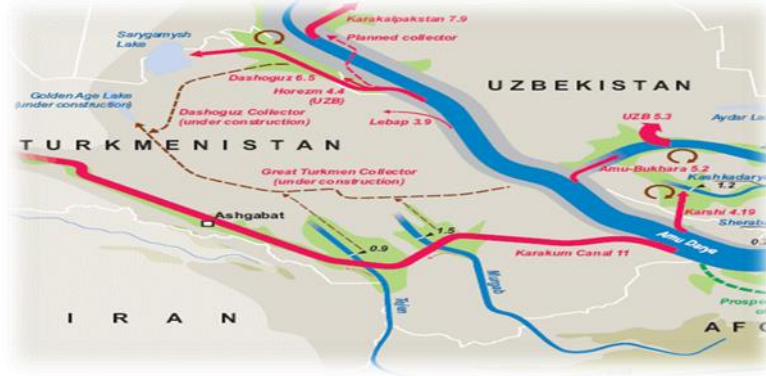 Karakalpakstan 7.9
Planned collector
Sarygamysh
Lake
Dashoguz 6.5
Horezm 4.4
(UZB)
UZBEKISTAN
Golden Age Lake
(under construction)
Dashoguz Collector
(under construction)
Lebap 3.9
UZB 5.3
Aydar La
TURKMENISTAN
Great Turkmen Collector
(under construction)
Amu-Bukhara 5.2
Kashkadarya
1.2
Ashgabat
Karshi 4.19
Sherab
Amu Darya
0.9
1.5
Karakum Canal 11
Tejen
Murgab
Prospe
IRAN
AFG